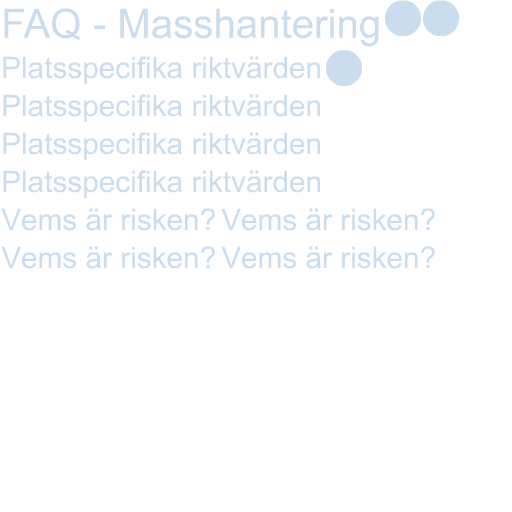 FAQ - Masshantering
Platsspecifika riktvärden
Platsspecifika riktvärden
Platsspecifika riktvärden
Platsspecifika riktvärden
Vems är risken? Vems är risken?
Vems är risken? Vems är risken?